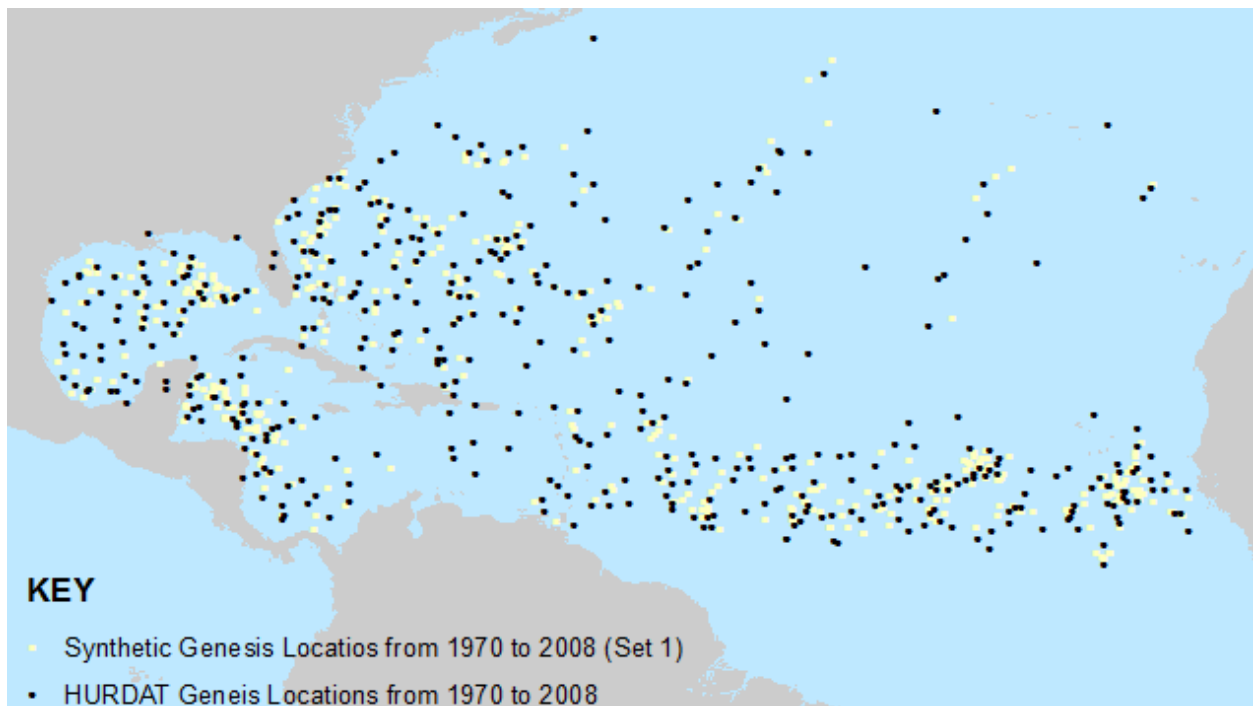 KEY
Synthetic Genesis Locatios from 1970 to 2008 (Set 1)
HURDAT Geneis Locations from 1970 to 2008